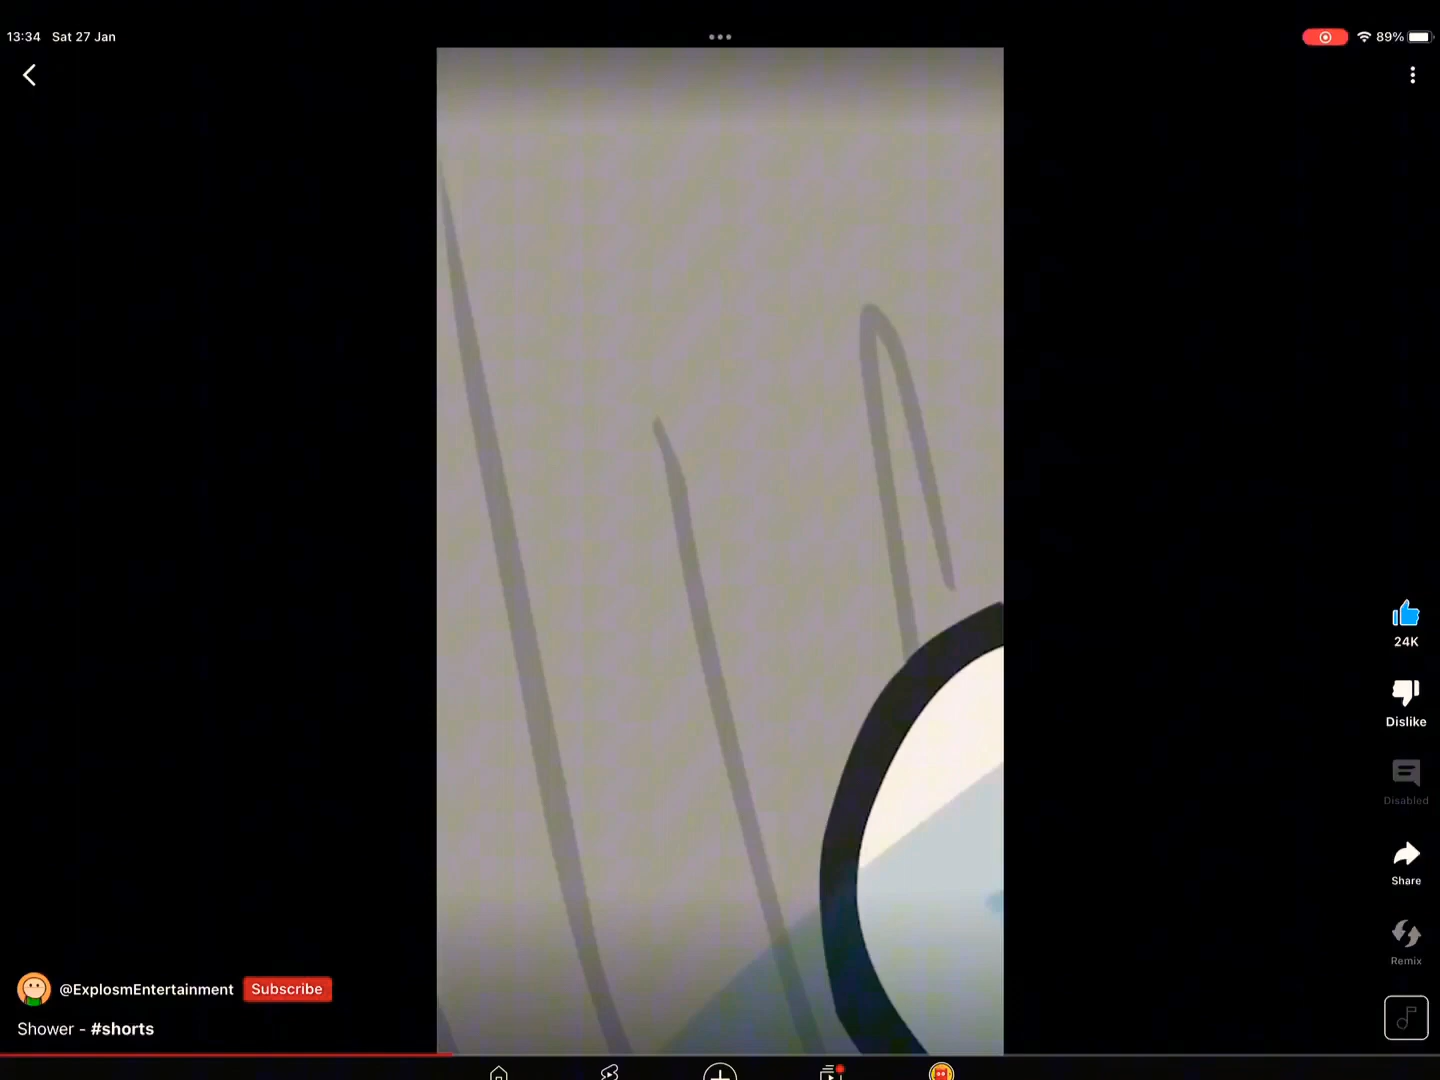 13:34 Sat 27 Jan
89%
24K
Dislike
Disabled
Share
Remix
@ExplosmEntertainment Subscribe
Shower - #shorts